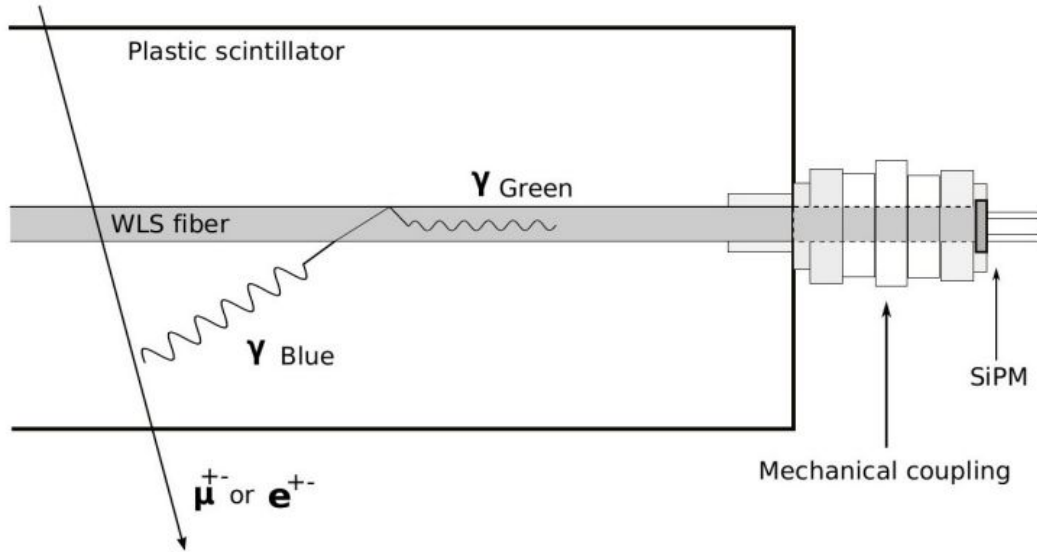 Plastic scintillator
γ Green
WLS fiber
γ Blue
SiPM
Mechanical coupling
μ+- or e+-